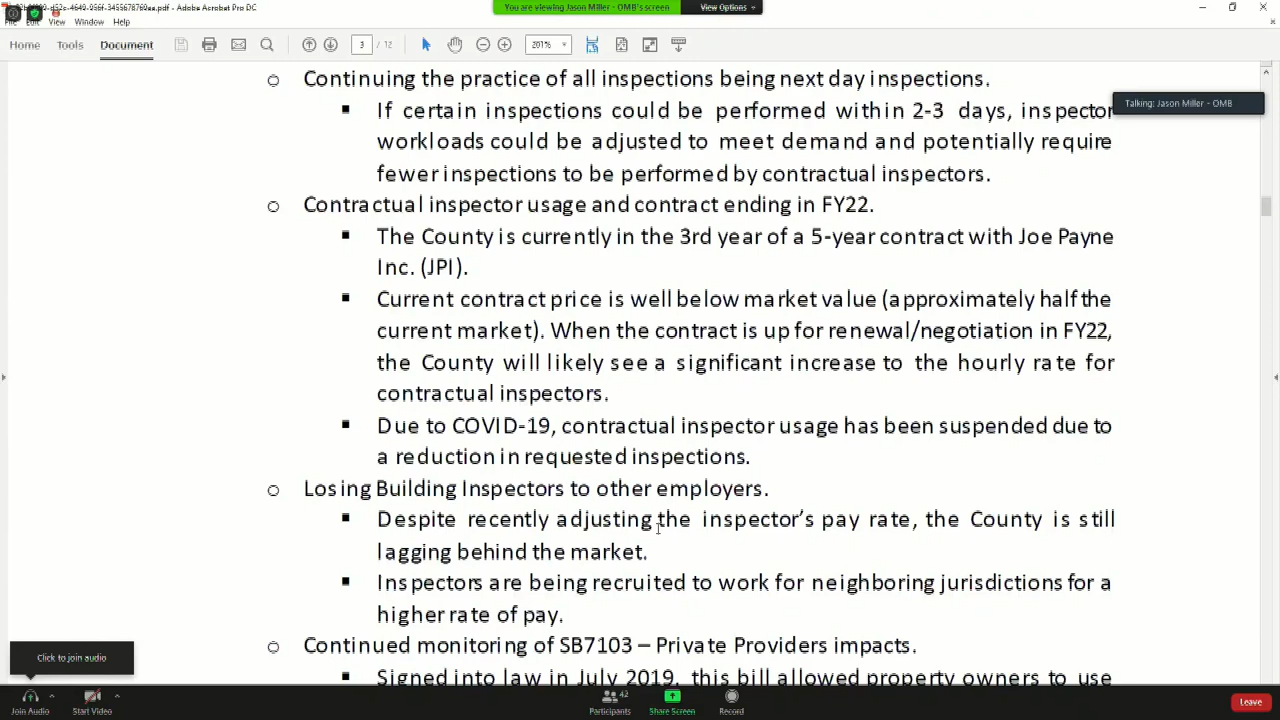 Adobe Acrobat Pro DC
You are viewing Jason Miller - OMB's screen
View Options
File Edit View Window Help
Home Tools Document
3 / 12
201%
Talking: Jason Miller - OMB
Continuing the practice of all inspections being next day inspections.
If certain inspections could be performed within 2-3 days, inspector
workloads could be adjusted to meet demand and potentially require
fewer inspections to be performed by contractual inspectors.
Contractual inspector usage and contract ending in FY22.
The County is currently in the 3rd year of a 5-year contract with Joe Payne
Inc. (JPI).
Current contract price is well below market value (approximately half the
current market). When the contract is up for renewal/negotiation in FY22,
the County will likely see a significant increase to the hourly rate for
contractual inspectors.
Due to COVID-19, contractual inspector usage has been suspended due to
a reduction in requested inspections.
Losing Building Inspectors to other employers.
Despite recently adjusting the inspector's pay rate, the County is still
lagging behind the market.
Inspectors are being recruited to work for neighboring jurisdictions for a
higher rate of pay.
Continued monitoring of SB7103 – Private Providers impacts.
Signed into law in July 2019, this bill allowed property owners to use
Click to join audio
Join Audio
Start Video
Participants 42
Share Screen
Record
Leave